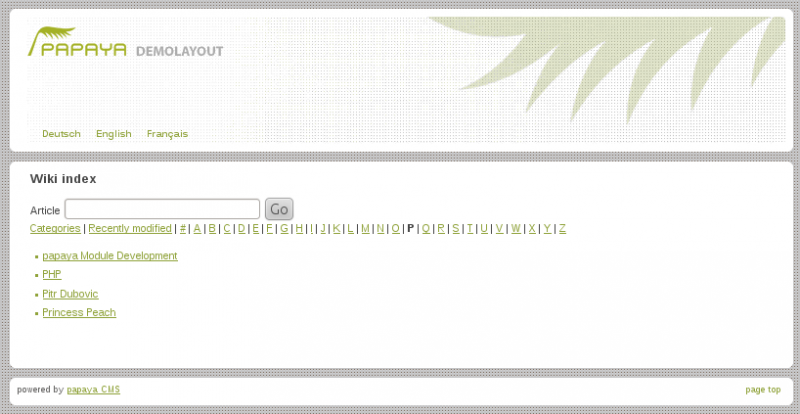 PAPAYA DEMOLAYOUT
Deutsch English Français
Wiki index
Article Go
Categories | Recently modified | # | A | B | C | D | E | F | G | H | I | J | K | L | M | N | O | P | Q | R | S | T | U | V | W | X | Y | Z
papaya Module Development
PHP
Pitr Dubovic
Princess Peach
powered by papaya CMS page top